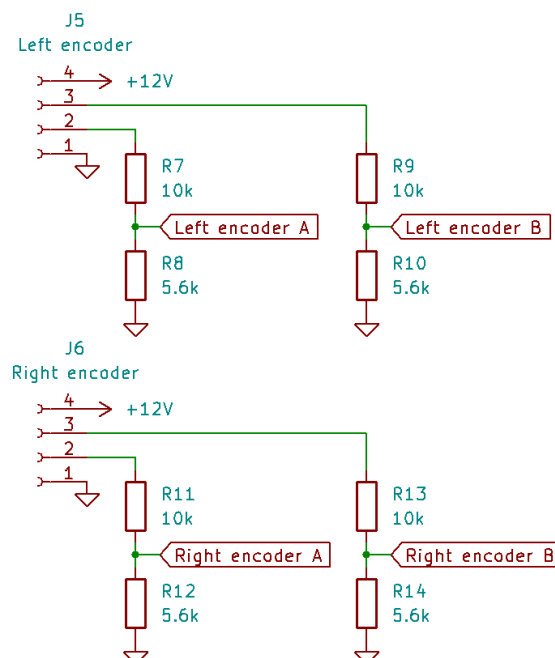 J5
Left encoder
4
+12V
3
2
1
R7
10k
R9
10k
Left encoder A
Left encoder B
R8
5.6k
R10
5.6k
J6
Right encoder
4
+12V
3
2
1
R11
10k
R13
10k
Right encoder A
Right encoder B
R12
5.6k
R14
5.6k